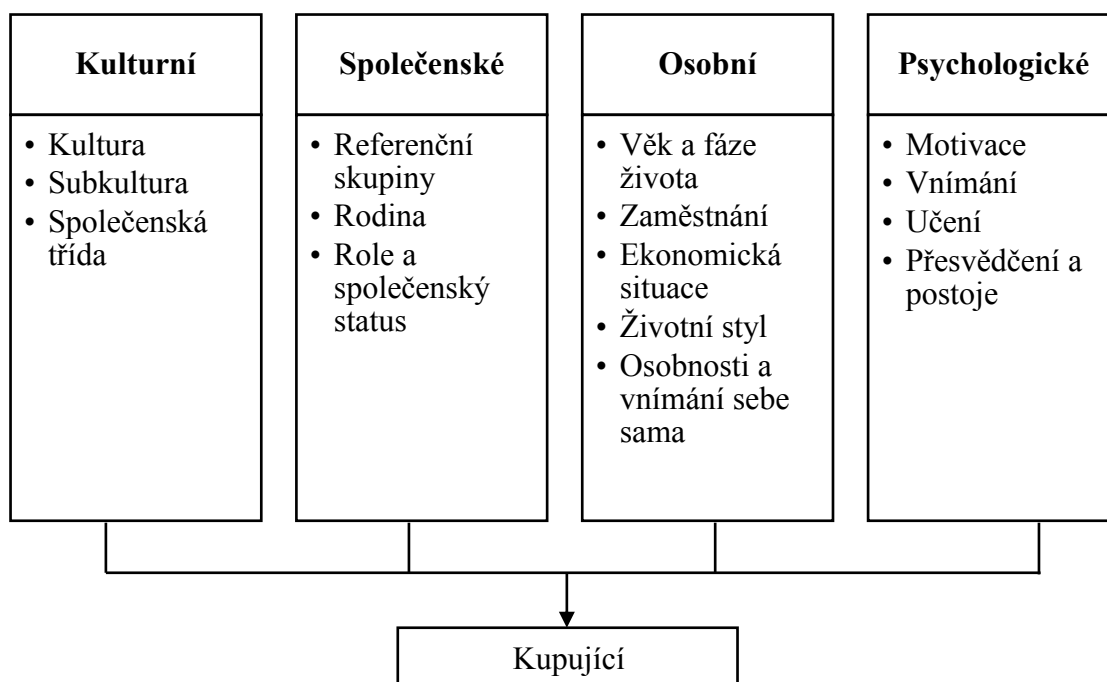 Kulturní
• Kultura
• Subkultura
• Společenská
třída
Společenské
• Referenční
skupiny
• Rodina
• Role a
společenský
status
Osobní
• Věk a fáze
života
• Zaměstnání
• Ekonomická
situace
• Životní styl
• Osobnosti a
vnímání sebe
sama
Psychologické
• Motivace
• Vnímání
• Učení
• Přesvědčení a
postoje
Kupující